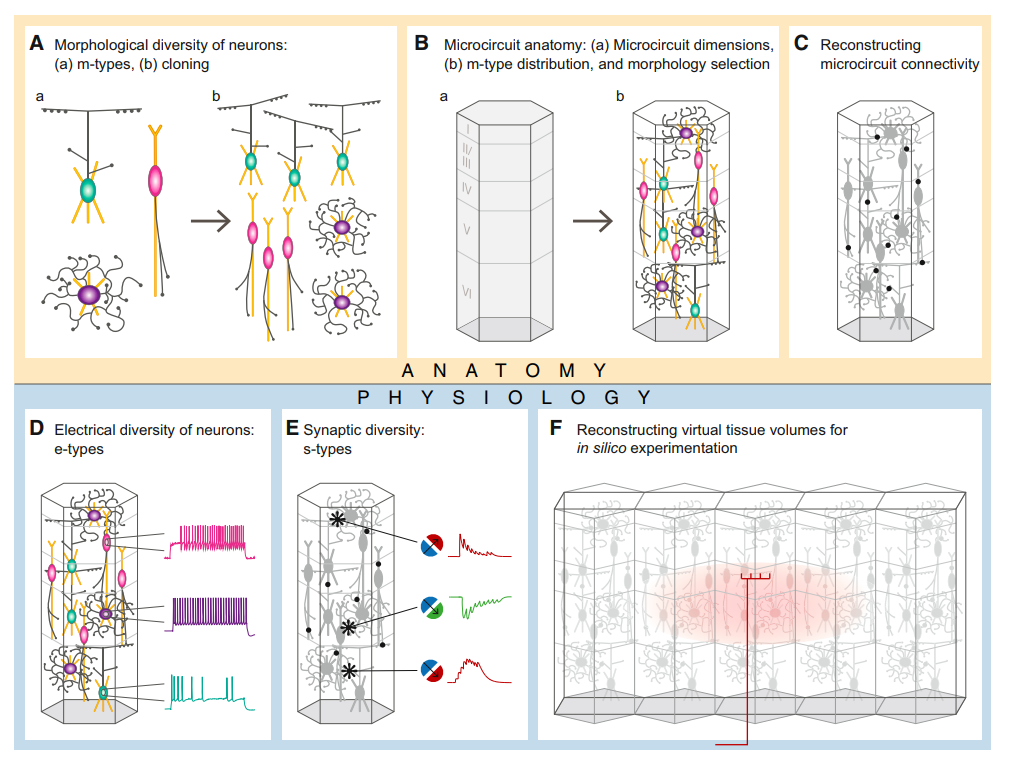 A Morphological diversity of neurons:
(a) m-types, (b) cloning
a
b
B Microcircuit anatomy: (a) Microcircuit dimensions,
(b) m-type distribution, and morphology selection
a
b
I
II/
III
IV
V
VI
C Reconstructing
microcircuit connectivity
ANATOMY
PHYSIOLOGY
D Electrical diversity of neurons:
e-types
E Synaptic diversity:
s-types
F Reconstructing virtual tissue volumes for
in silico experimentation